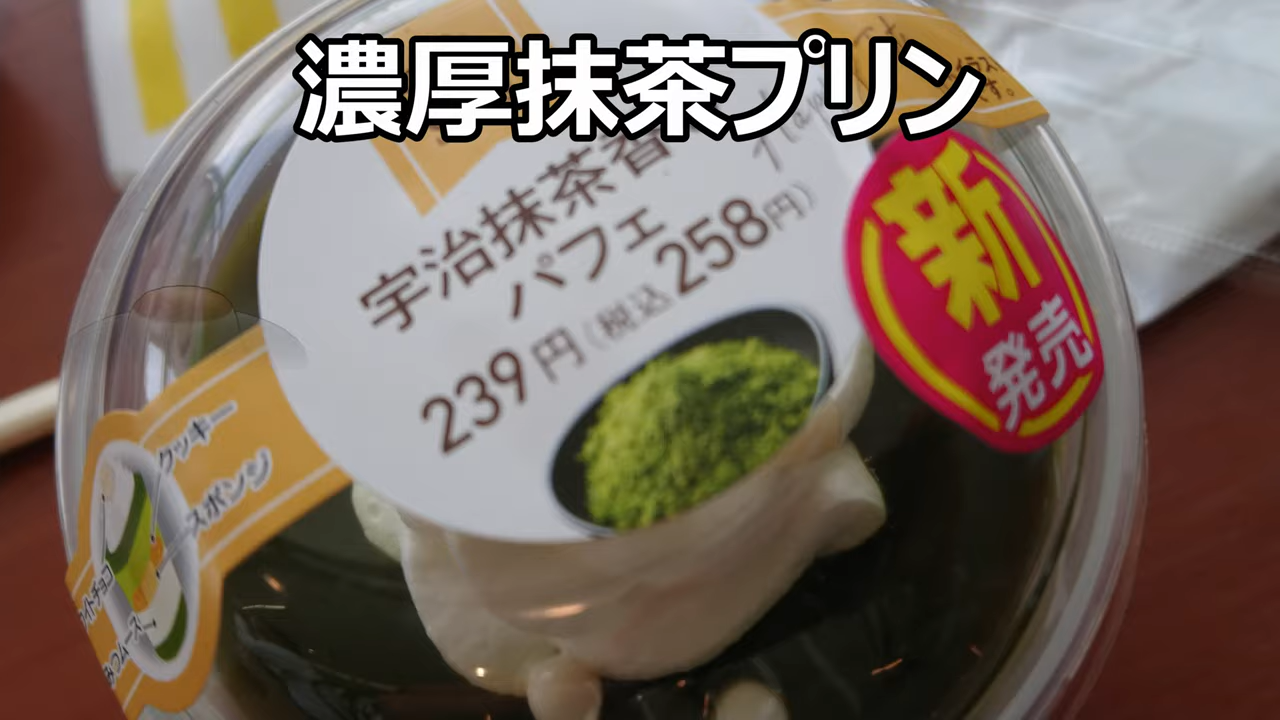 濃厚抹茶プリン
宇治抹茶香
パフェ
239円(税込258円)
新
発売
クッキー
スポンジ